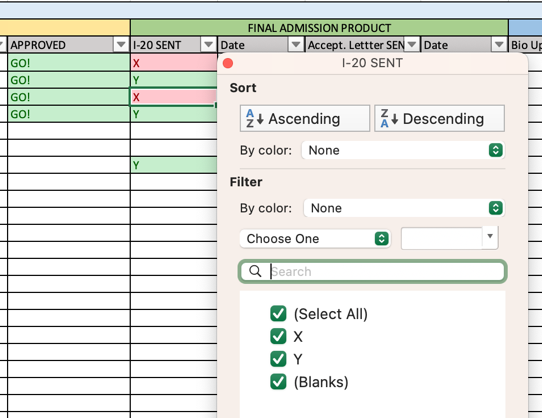 FINAL ADMISSION PRODUCT
APPROVED I-20 SENT Date Accept. Lettter SEN Date Bio Up
GO! X
GO! Y
GO! X
GO! Y
Y
I-20 SENT
Sort
A Z Ascending Z A Descending
By color: None
Filter
By color: None
Choose One
Search
(Select All)
X
Y
(Blanks)